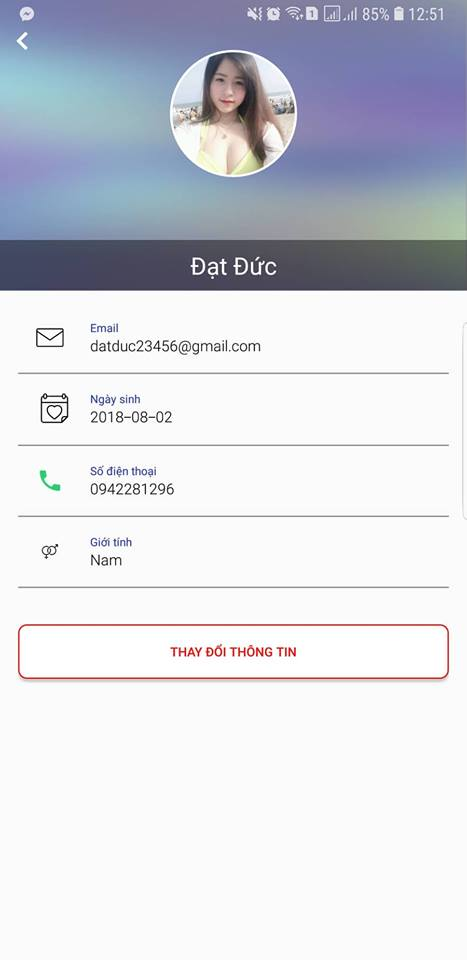 1
85% 12:51
Đạt Đức
Email
datduc23456@gmail.com
Ngày sinh
2018-08-02
Số điện thoại
0942281296
Giới tính
Nam
THAY ĐỔI THÔNG TIN